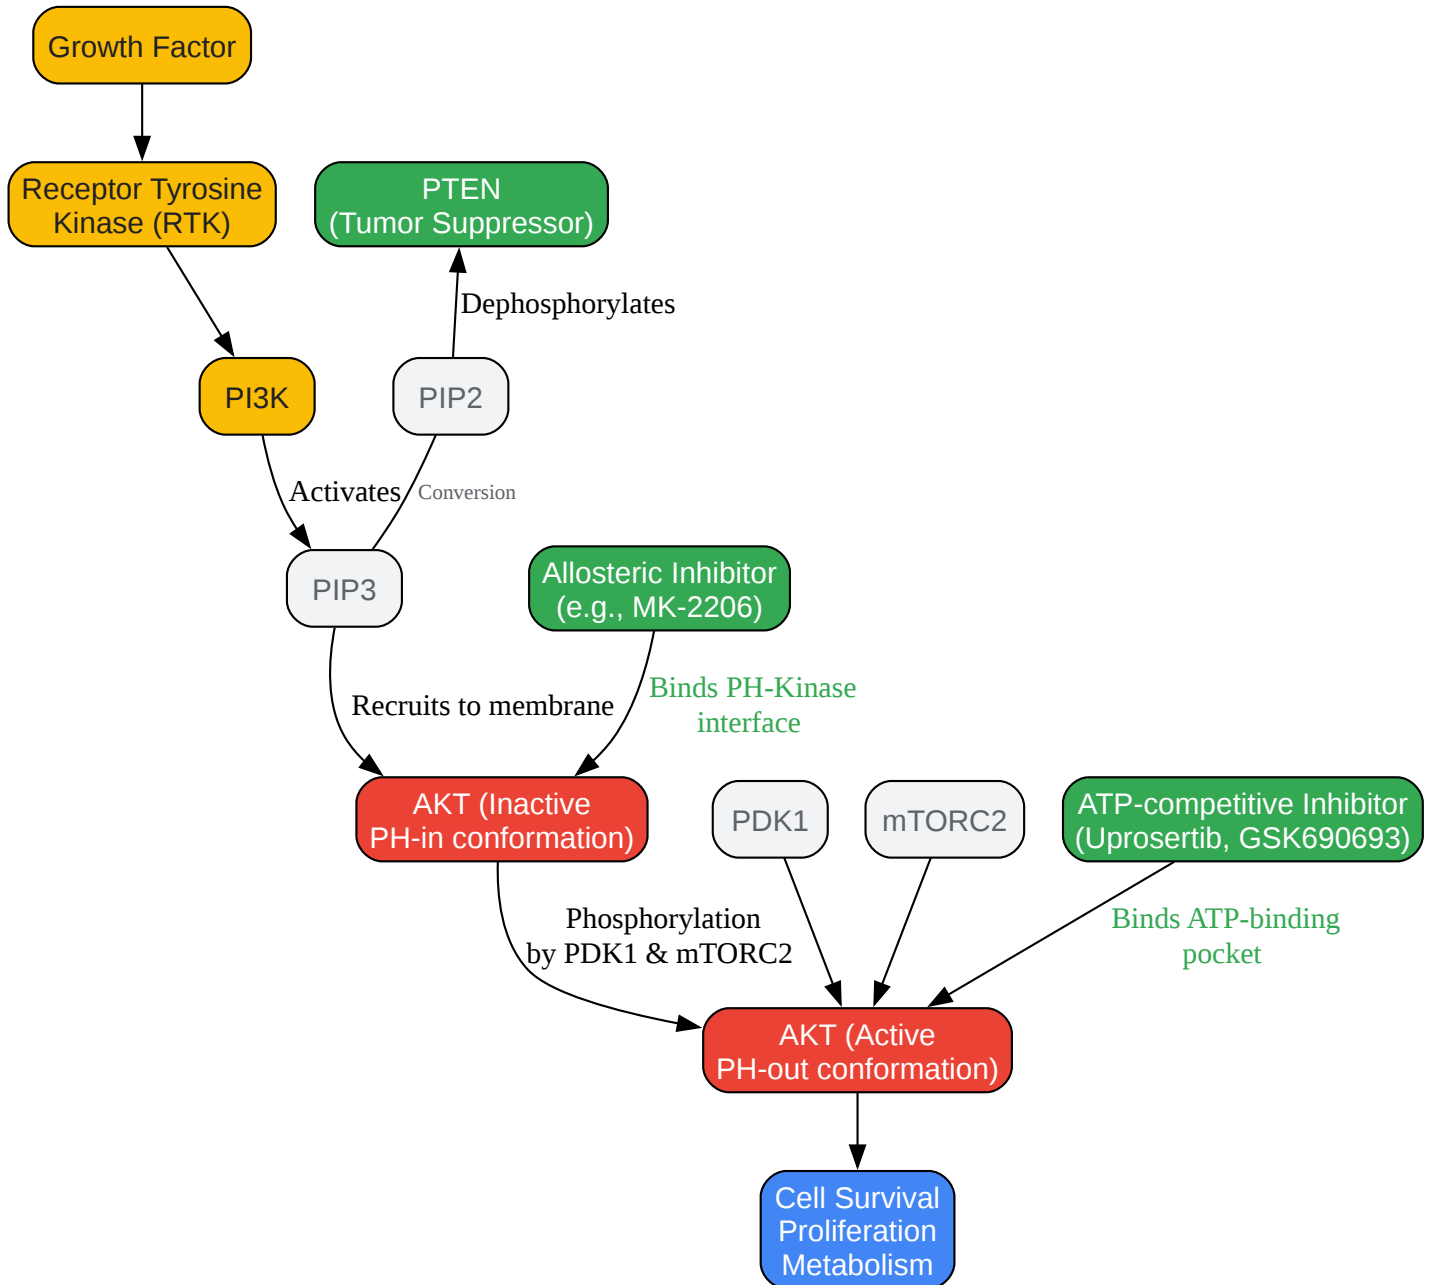 Growth Factor
Receptor Tyrosine
Kinase (RTK)
PTEN
(Tumor Suppressor)
Dephosphorylates
PI3K
PIP2
Activates
Conversion
PIP3
Allosteric Inhibitor
(e.g., MK-2206)
Recruits to membrane
Binds PH-Kinase
interface
AKT (Inactive
PH-in conformation)
PDK1
mTORC2
ATP-competitive Inhibitor
(Uprosertib, GSK690693)
Phosphorylation
by PDK1 & mTORC2
Binds ATP-binding
pocket
AKT (Active
PH-out conformation)
Cell Survival
Proliferation
Metabolism